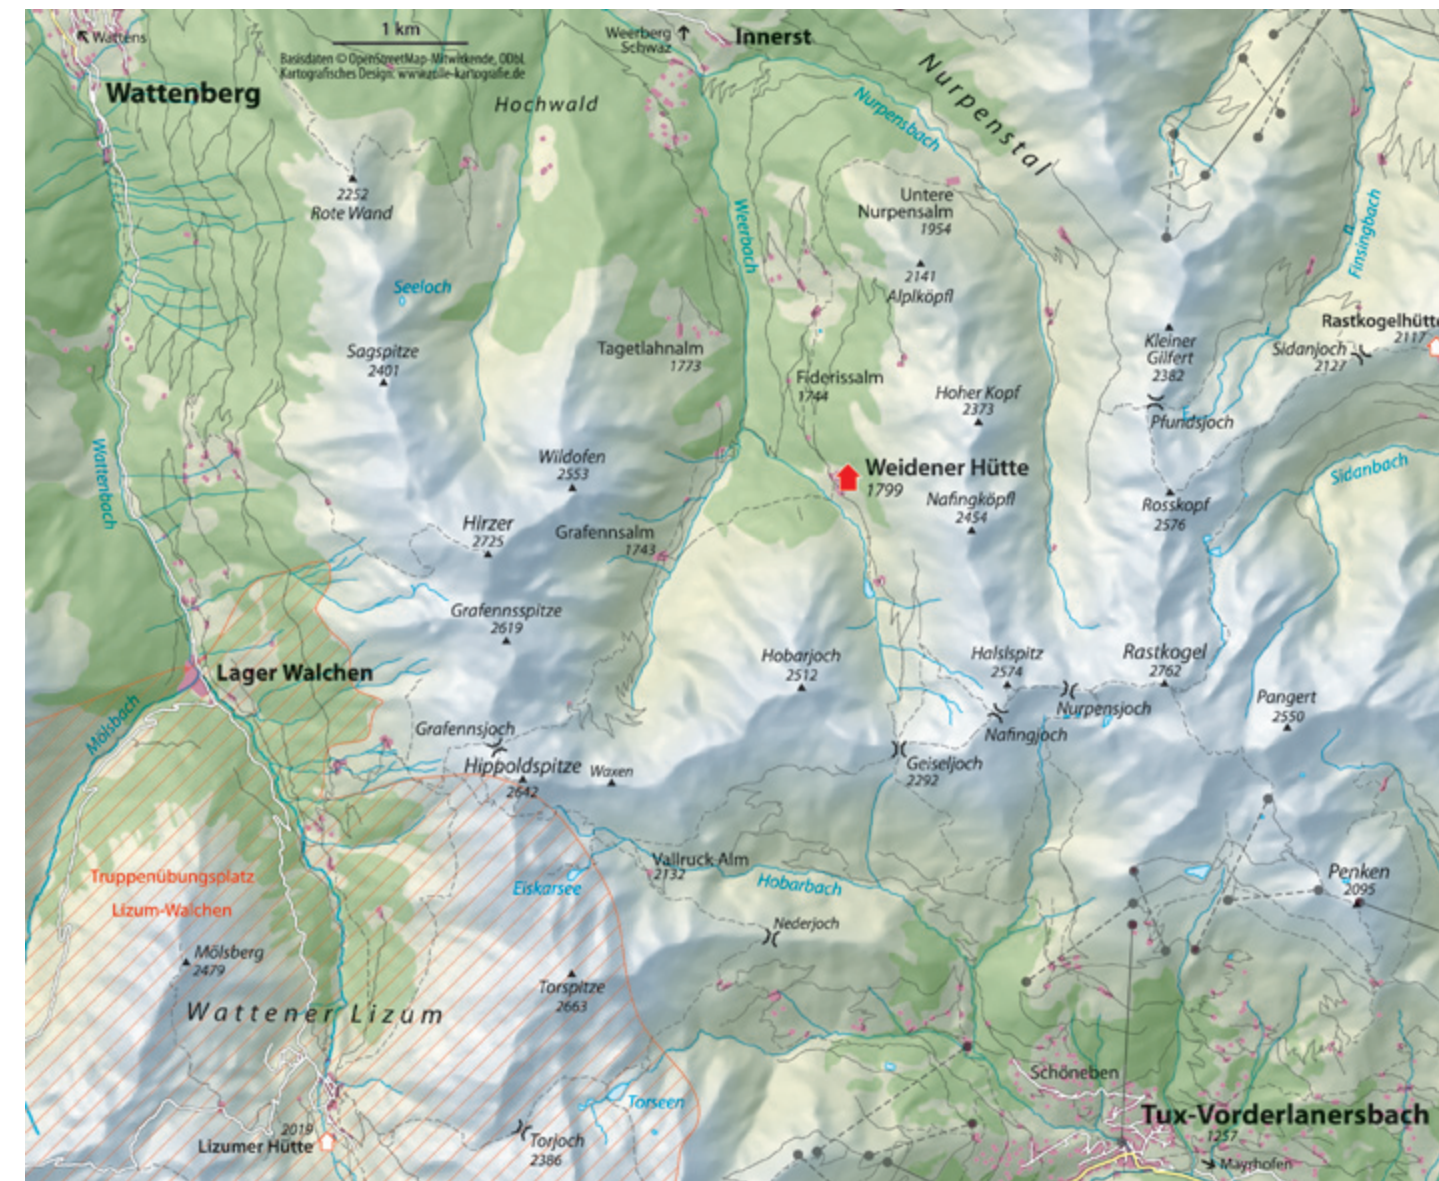 Wattens
1 km
Basisdaten © OpenStreetMap-Mitwirkende, ODbL
Kartografisches Design: www.zille-kartografie.de
Weerberg
Schwaz
Innerst
Wattenberg
Hochwald
Nurpensbach
Nurpenstal
2252
Rote Wand
Untere
Nurpensalm
1954
Weerbach
Finsingbach
Seeloch
2141
Alplköpfl
Rastkogelhütte
2117
Sagspitze
2401
Tagetlahnalm
1773
Kleiner
Gilfert
2382
Sidanjoch
2127
Fiderissalm
1744
Hoher Kopf
2373
Pfundsjoch
Wattenbach
Wildofen
2553
Weidener Hütte
1799
Sidanbach
Nafingköpfl
2454
Rosskopf
2576
Hirzer
2725
Grafennsalm
1743
Grafennsspitze
2619
Lager Walchen
Hobarjoch
2512
Halslspitz
2574
Rastkogel
2762
Mölsbach
Nurpensjoch
Pangert
2550
Grafennsjoch
Nafingjoch
Hippoldspitze
2642
Waxen
Geiseljoch
2292
Truppenübungsplatz
Lizum-Walchen
Eiskarsee
Vallruck-Alm
2132
Hobarbach
Penken
2095
Nederjoch
Mölsberg
2479
Torspitze
2663
Wattener Lizum
Schöneben
Torseen
Tux-Vorderlanersbach
1257
2019
Lizumer Hütte
Torjoch
2386
Mayrhofen